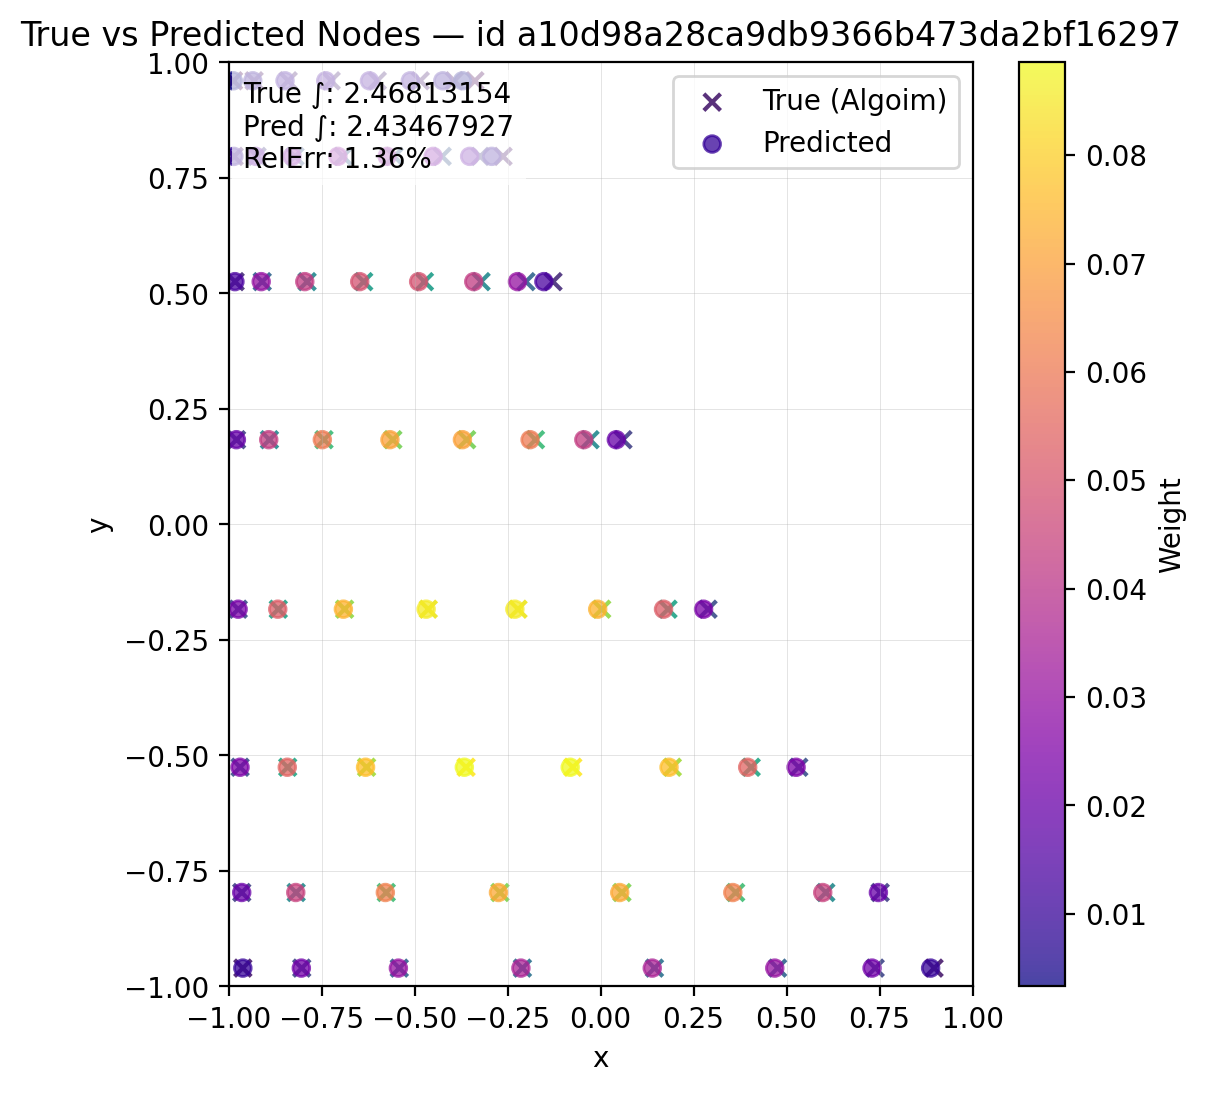 True vs Predicted Nodes — id a10d98a28ca9db9366b473da2bf16297
True ∫: 2.46813154
Pred ∫: 2.43467927
RelErr: 1.36%
True (Algoim)
Predicted
1.00
0.75
0.50
0.25
0.00
−0.25
−0.50
−0.75
−1.00
y
−1.00 −0.75 −0.50 −0.25 0.00 0.25 0.50 0.75 1.00
x
0.08
0.07
0.06
0.05
0.04
0.03
0.02
0.01
Weight